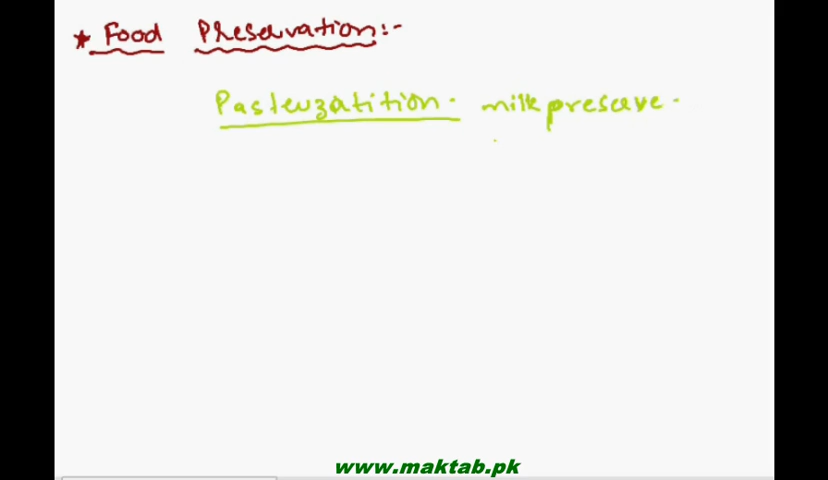 * Food Preservation:-
Pasteuzatition. milk preserve.
www.maktab.pk